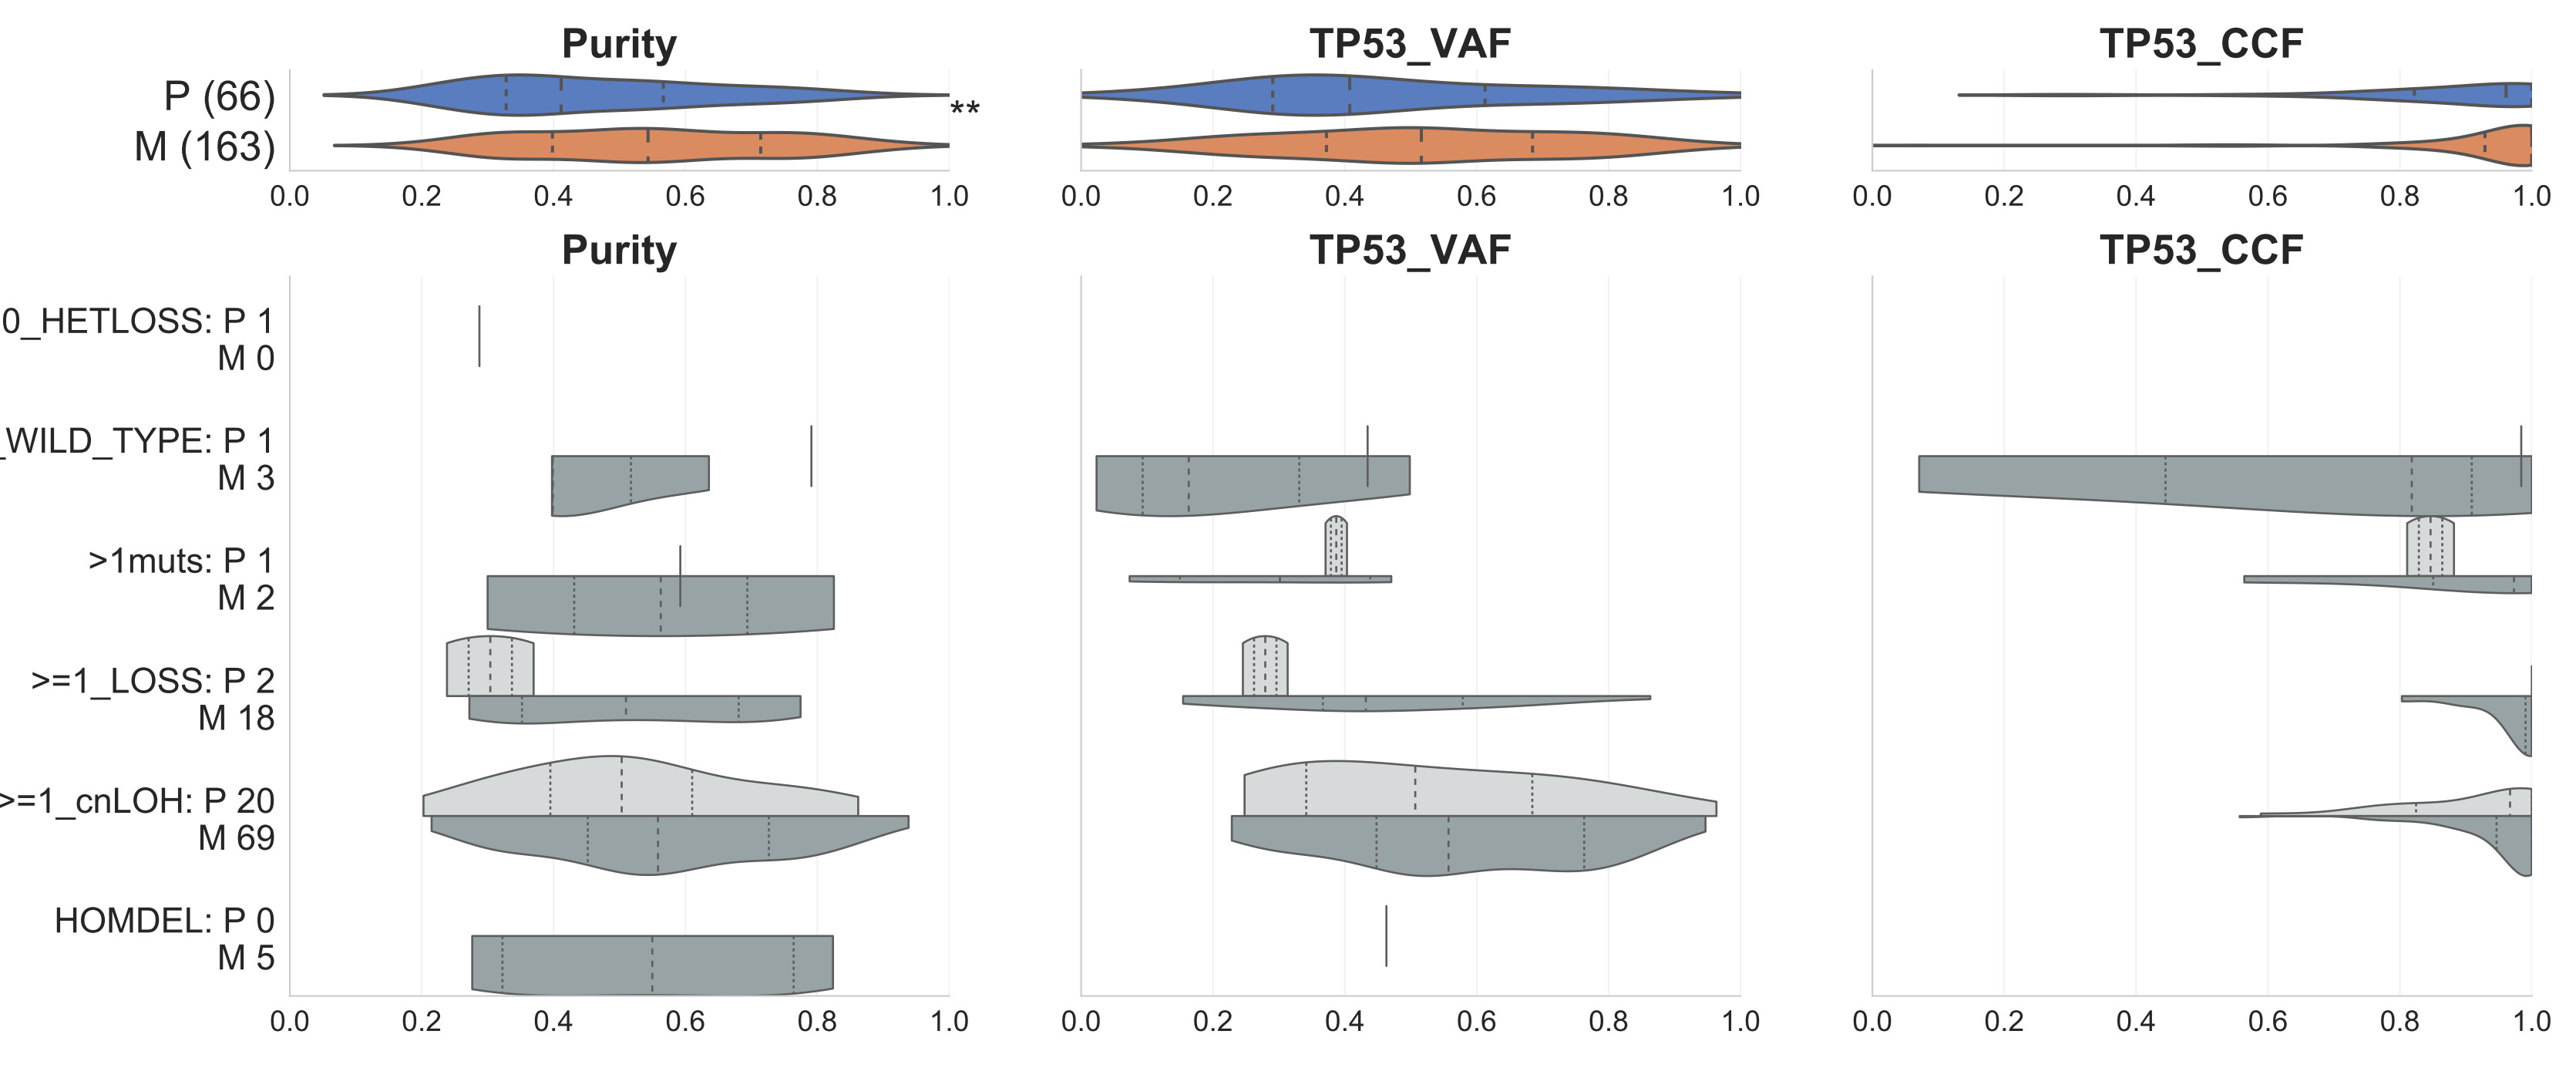 Purity TP53_VAF TP53_CCF
P (66)
**
M (163)
0.0 0.2 0.4 0.6 0.8 1.0 0.0 0.2 0.4 0.6 0.8 1.0 0.0 0.2 0.4 0.6 0.8 1.0
Purity TP53_VAF TP53_CCF
0_HETLOSS: P 1
M 0
_WILD_TYPE: P 1
M 3
>1muts: P 1
M 2
>=1_LOSS: P 2
M 18
>=1_cnLOH: P 20
M 69
HOMDEL: P 0
M 5
0.0 0.2 0.4 0.6 0.8 1.0 0.0 0.2 0.4 0.6 0.8 1.0 0.0 0.2 0.4 0.6 0.8 1.0